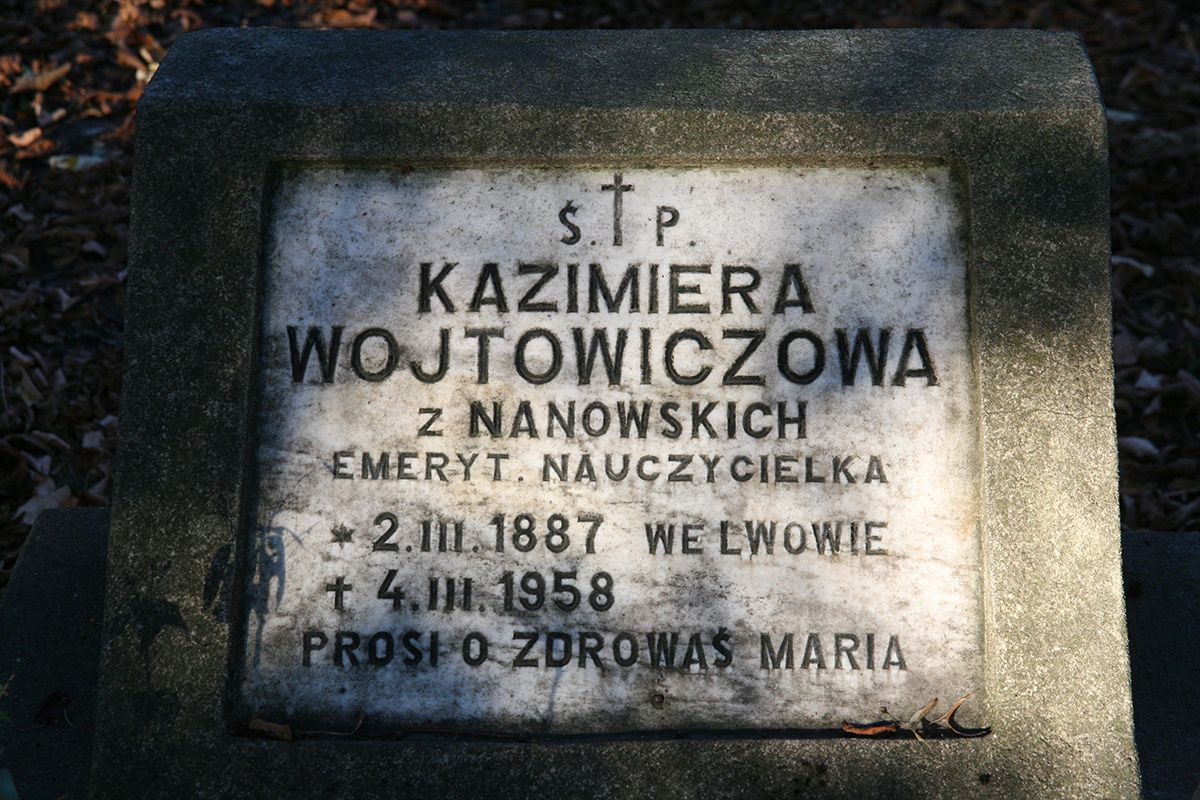 Ś. † P.
KAZIMIERA
WOJTOWICZOWA
Z NANOWSKICH
EMERYT. NAUCZYCIELKA
* 2. III. 1887 WE LWOWIE
† 4. III. 1958
PROSI O ZDROWAŚ MARIA